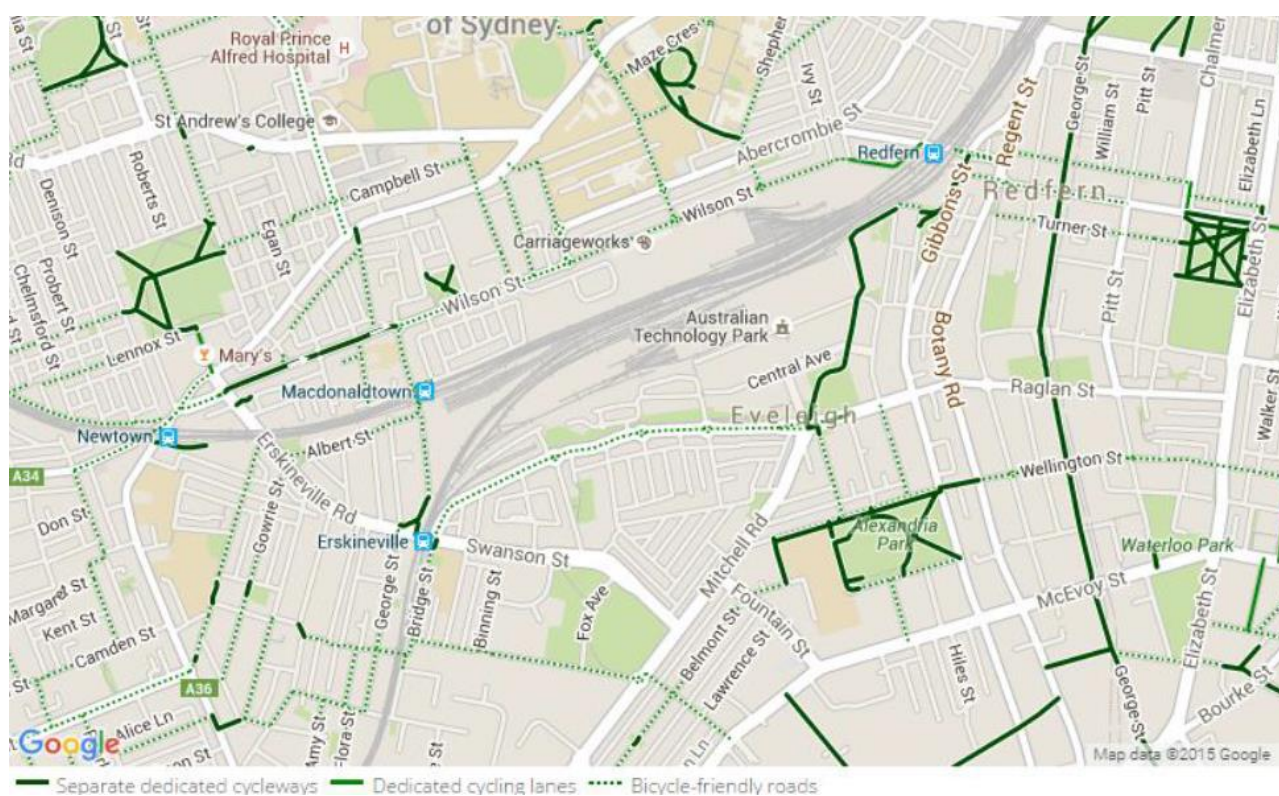 of Sydney
Royal Prince
Alfred Hospital
H
Maze Cres
Ivy St
Regent St
George St
William St
Pitt St
Elizabeth Ln
St Andrew's College
Abercrombie St
Redfern
Roberts St
Campbell St
Denison St
Gibbons St
Redfern
Wilson St
Turner St
Egan St
Carriageworks
Probert St
Chelmsford St
Wilson St
Pitt St
Elizabeth St
Australian
Technology Park
Lennox St
Mary's
Botany Rd
Central Ave
Macdonaldtown
Raglan St
Walker St
Eveleigh
Newtown
Albert St
A34
Erskineville Rd
Wellington St
Gowrie St
Don St
Erskineville
Swanson St
Mitchell Rd
Alexandria
Park
Waterloo Park
George St
Bridge St
Binning St
Fox Ave
McEvoy St
Margaret St
Kent St
Fountain St
Camden St
Belmont St
Lawrence St
Hiles St
Elizabeth St
A36
George St
Bourke St
Alice Ln
Amy St
Flora St
Google
Map data ©2015 Google
Separate dedicated cycleways Dedicated cycling lanes Bicycle-friendly roads